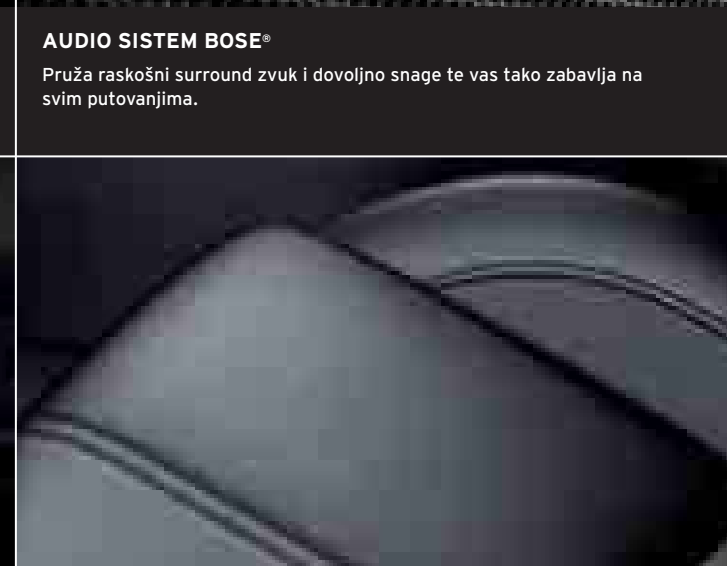 AUDIO SISTEM BOSE®
Pruža raskošni surround zvuk i dovoljno snage te vas tako zabavlja na
svim putovanjima.